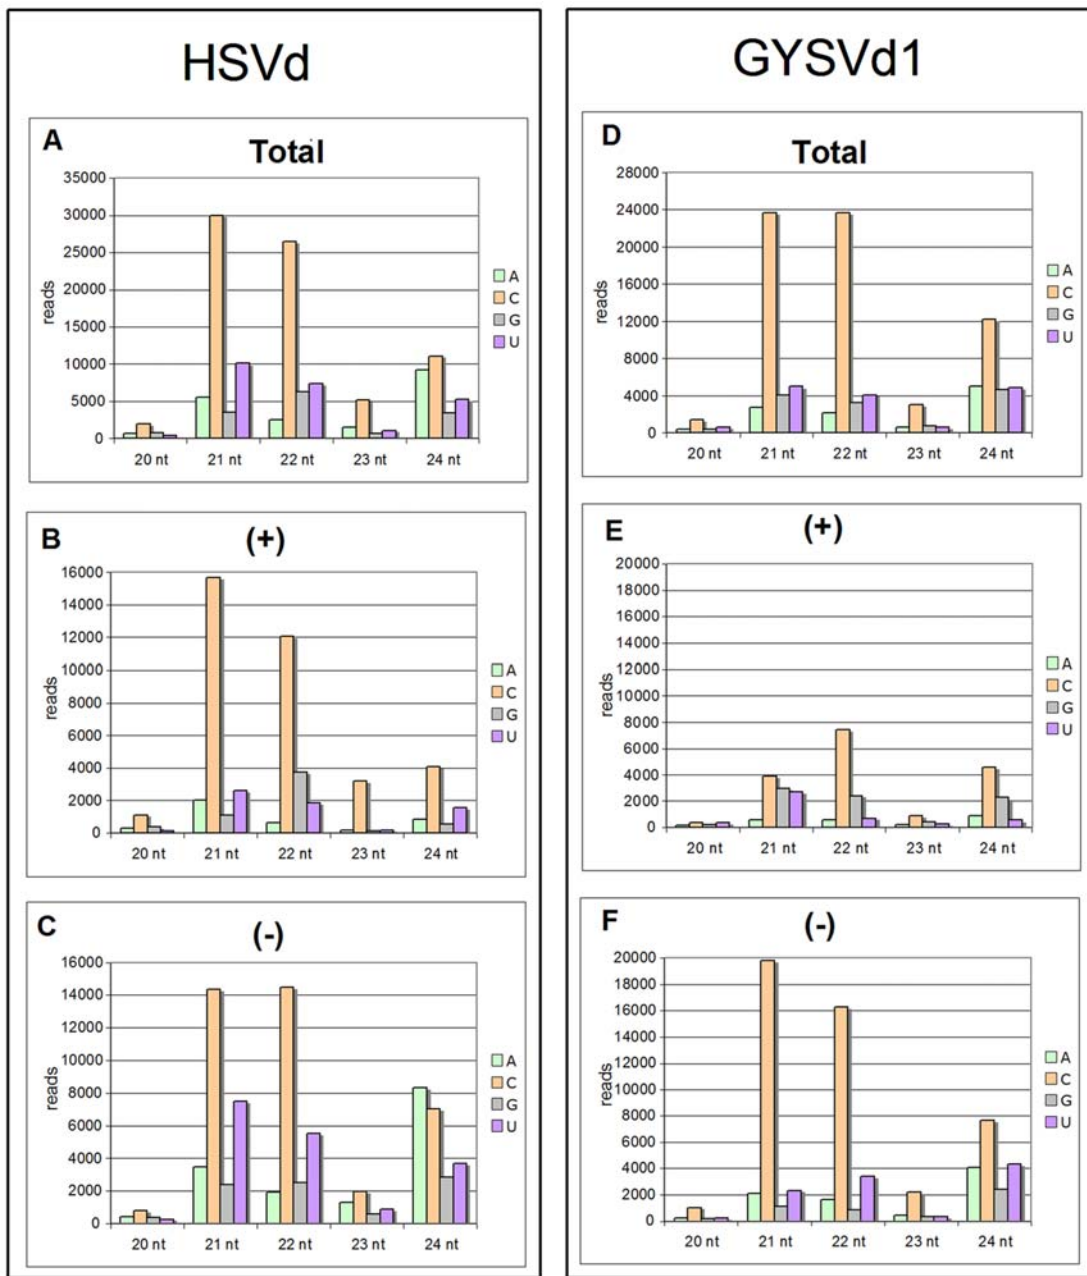 HSVd
A
Total
35000
30000
25000
20000
15000
10000
5000
0
reads
20 nt 21 nt 22 nt 23 nt 24 nt
A
C
G
U
B
(+)
16000
14000
12000
10000
8000
6000
4000
2000
0
reads
20 nt 21 nt 22 nt 23 nt 24 nt
A
C
G
U
C
(-)
16000
14000
12000
10000
8000
6000
4000
2000
0
reads
20 nt 21 nt 22 nt 23 nt 24 nt
A
C
G
U
GYSVd1
D
Total
28000
24000
20000
16000
12000
8000
4000
0
reads
20 nt 21 nt 22 nt 23 nt 24 nt
A
C
G
U
E
(+)
20000
18000
16000
14000
12000
10000
8000
6000
4000
2000
0
reads
20 nt 21 nt 22 nt 23 nt 24 nt
A
C
G
U
F
(-)
20000
18000
16000
14000
12000
10000
8000
6000
4000
2000
0
reads
20 nt 21 nt 22 nt 23 nt 24 nt
A
C
G
U